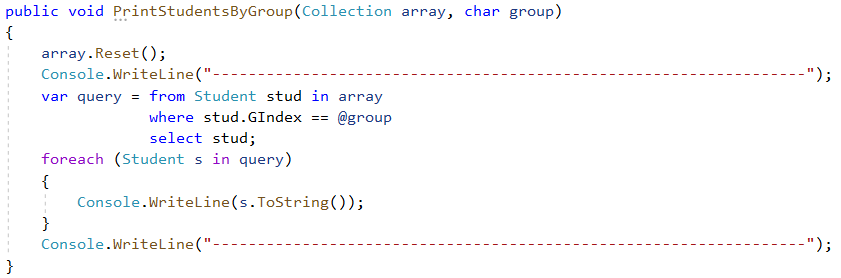 public void PrintStudentsByGroup(Collection array, char group)
{
array.Reset();
Console.WriteLine("------------------------------------------------------------------");
var query = from Student stud in array
where stud.GIndex == @group
select stud;
foreach (Student s in query)
{
Console.WriteLine(s.ToString());
}
Console.WriteLine("------------------------------------------------------------------");
}